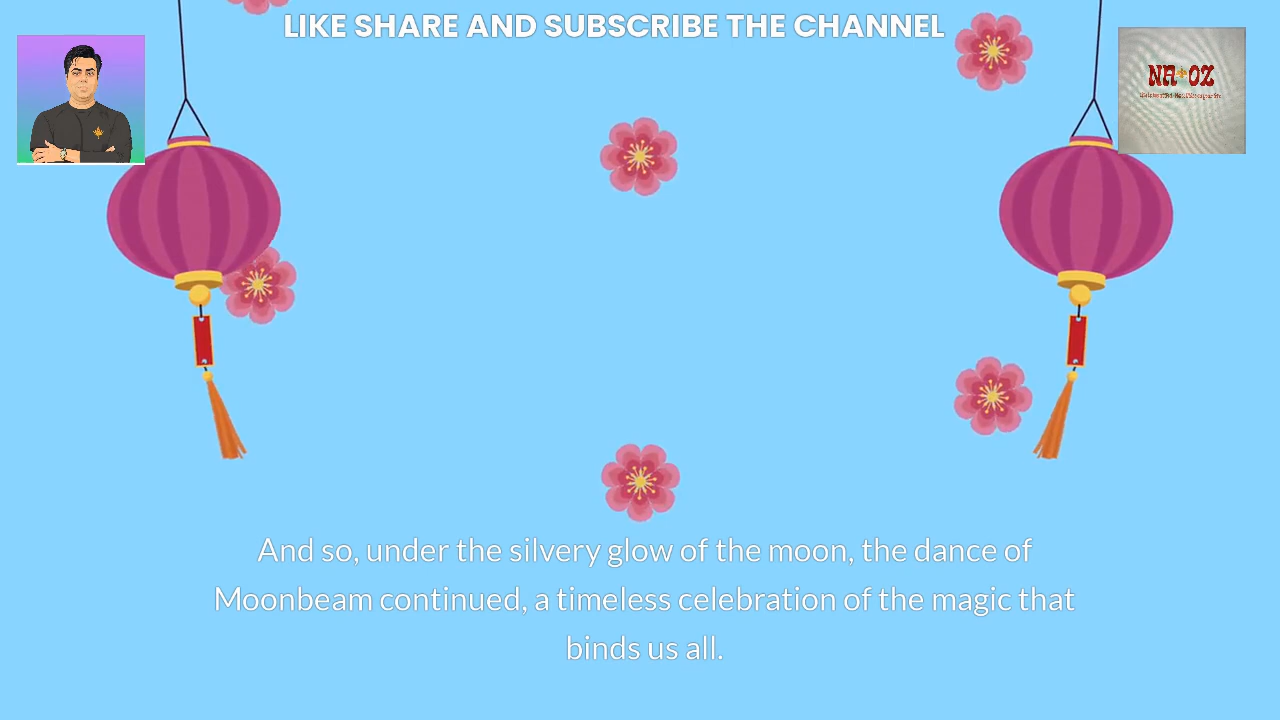 LIKE SHARE AND SUBSCRIBE THE CHANNEL
NA OZ
And so, under the silvery glow of the moon, the dance of
Moonbeam continued, a timeless celebration of the magic that
binds us all.